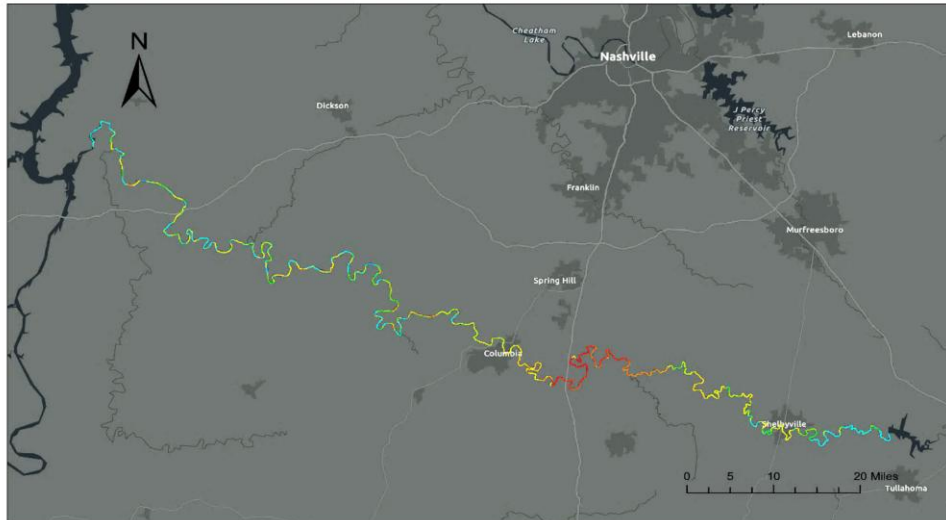 Cheatham
Lake
Nashville
Lebanon
N
Dickson
J Percy
Priest
Reservoir
Franklin
Murfreesboro
Spring Hill
Columbia
Shelbyville
0 5 10 20 Miles
Tullahoma